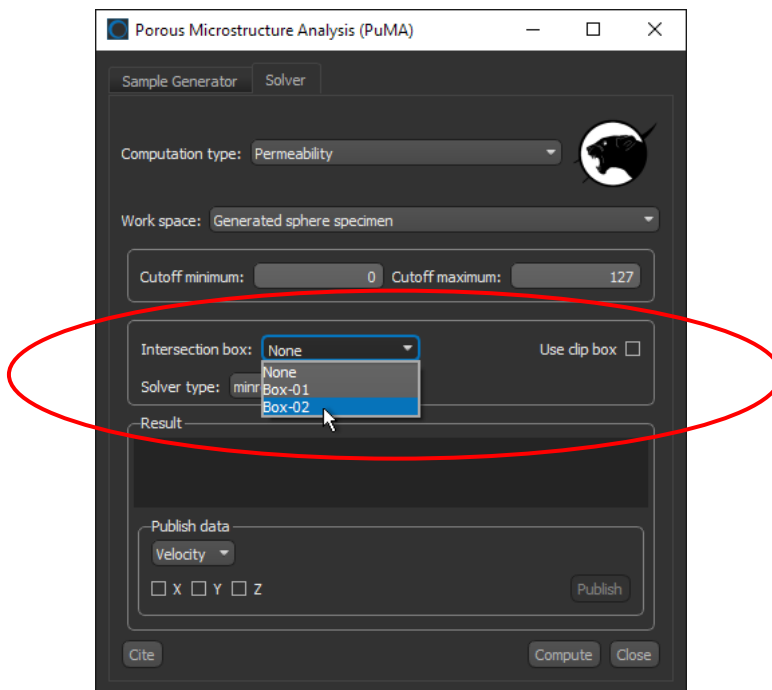 Porous Microstructure Analysis (PuMA)
Sample Generator Solver
Computation type: Permeability
Work space: Generated sphere specimen
Cutoff minimum: 0 Cutoff maximum: 127
Intersection box: None Use clip box
None
Solver type: Box-01
Box-02
Result
Publish data
Velocity
X Y Z Publish
Cite Compute Close